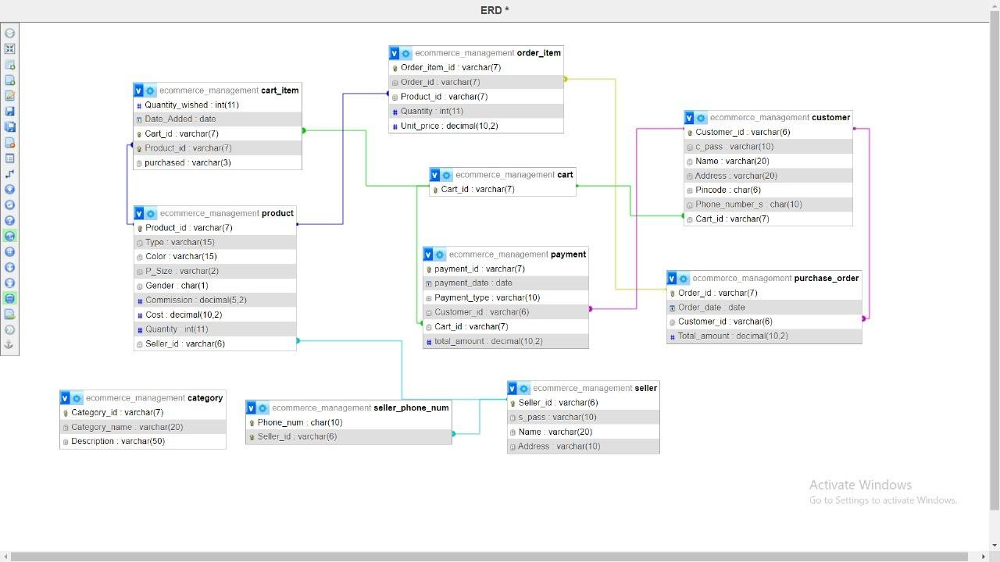 ERD *
ecommerce_management order_item
Order_item_id : varchar(7)
Order_id : varchar(7)
Product_id : varchar(7)
Quantity : int(11)
Unit_price : decimal(10,2)
ecommerce_management cart_item
Quantity_wished : int(11)
Date_Added : date
Cart_id : varchar(7)
Product_id : varchar(7)
purchased : varchar(3)
ecommerce_management customer
Customer_id : varchar(6)
c_pass : varchar(10)
Name : varchar(20)
Address : varchar(20)
Pincode : char(6)
Phone_number_s : char(10)
Cart_id : varchar(7)
ecommerce_management cart
Cart_id : varchar(7)
ecommerce_management product
Product_id : varchar(7)
Type : varchar(15)
Color : varchar(15)
P_Size : varchar(2)
Gender : char(1)
Commission : decimal(5,2)
Cost : decimal(10,2)
Quantity : int(11)
Seller_id : varchar(6)
ecommerce_management payment
payment_id : varchar(7)
payment_date : date
Payment_type : varchar(10)
Customer_id : varchar(6)
Cart_id : varchar(7)
total_amount : decimal(10,2)
ecommerce_management purchase_order
Order_id : varchar(7)
Order_date : date
Customer_id : varchar(6)
Total_amount : decimal(10,2)
ecommerce_management category
Category_id : varchar(7)
Category_name : varchar(20)
Description : varchar(50)
ecommerce_management seller_phone_num
Phone_num : char(10)
Seller_id : varchar(6)
ecommerce_management seller
Seller_id : varchar(6)
s_pass : varchar(10)
Name : varchar(20)
Address : varchar(10)
Activate Windows
Go to Settings to activate Windows.